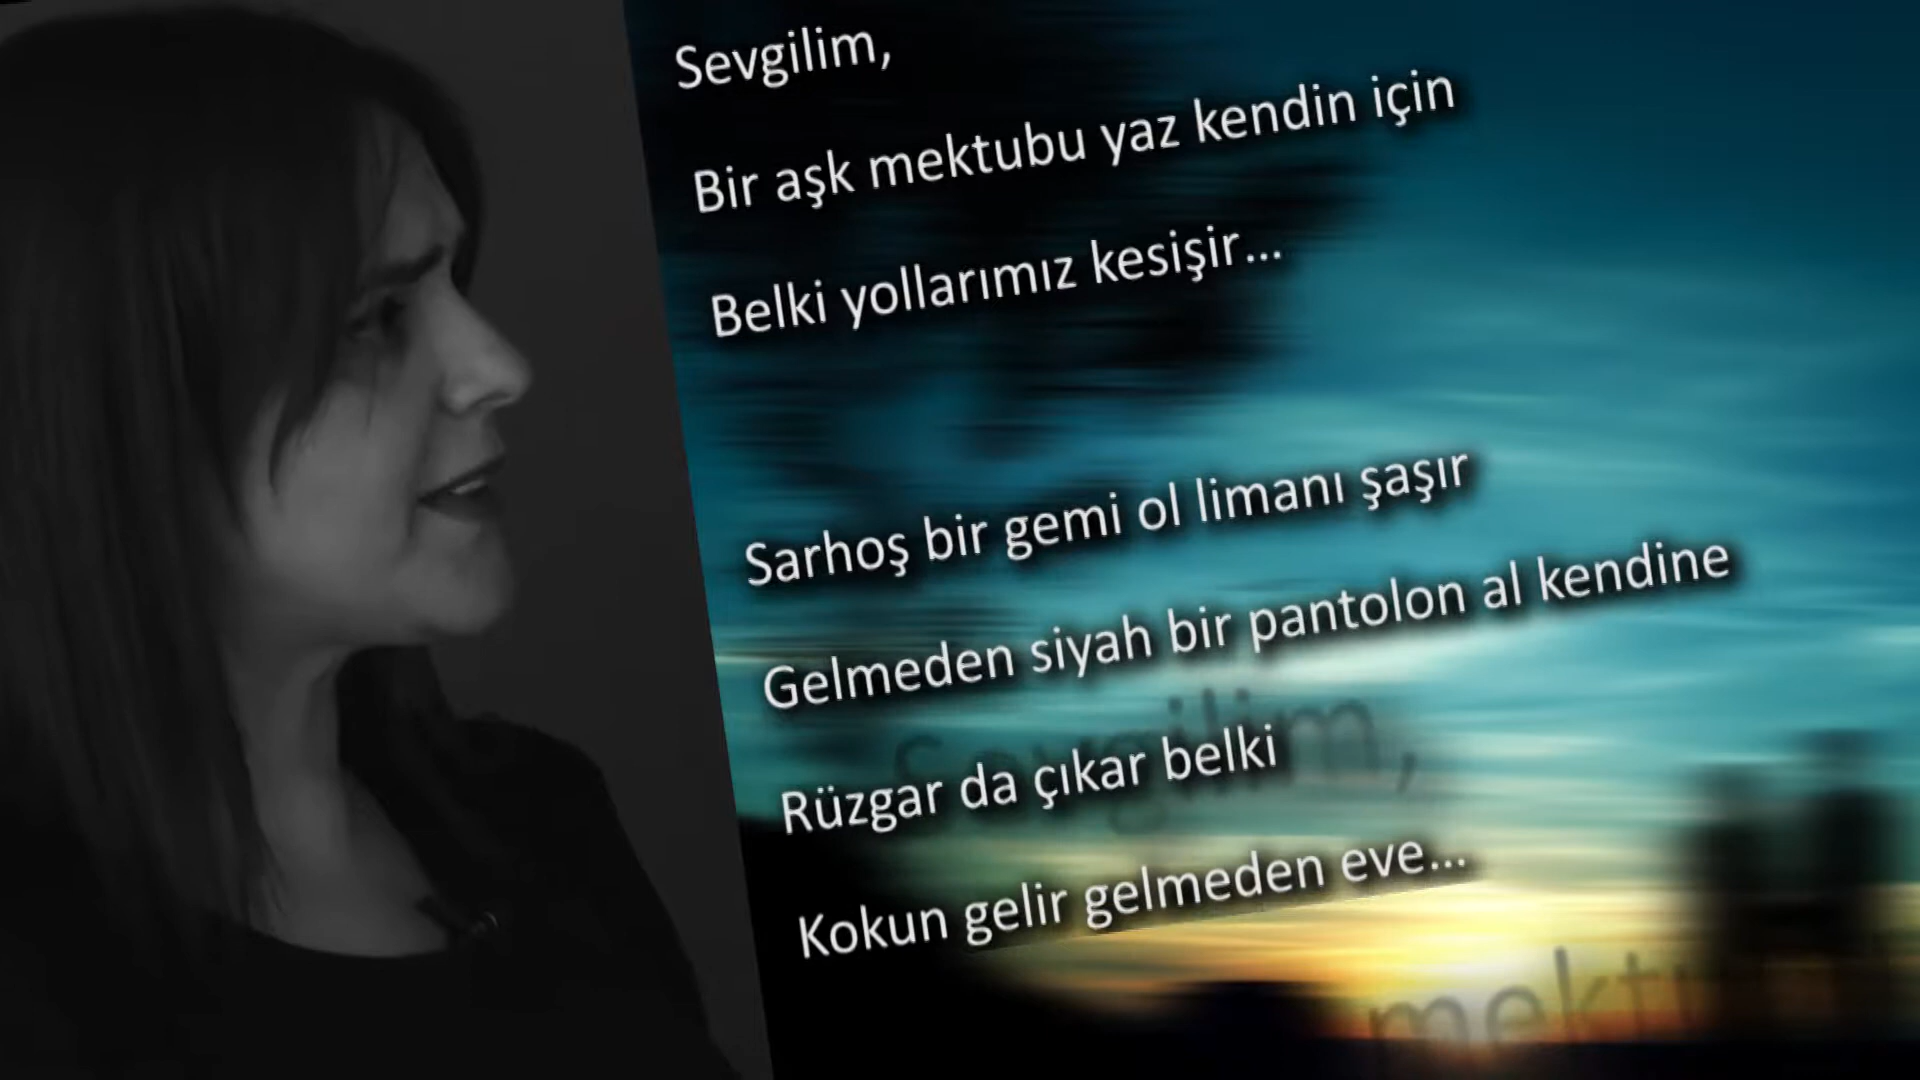 Sevgilim,
Bir aşk mektubu yaz kendin için
Belki yollarımız kesişir...
Sarhoş bir gemi ol limanı şaşır
Gelmeden siyah bir pantolon al kendine
Rüzgar da çıkar belki
Kokun gelir gelmeden eve...
Sevgilim,